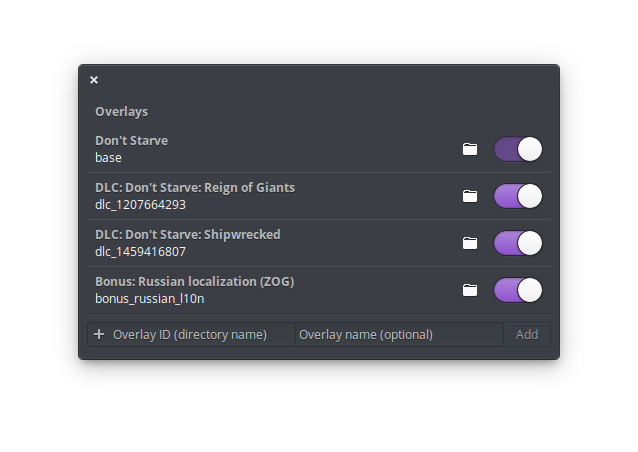 Overlays
Don't Starve
base
DLC: Don't Starve: Reign of Giants
dlc_1207664293
DLC: Don't Starve: Shipwrecked
dlc_1459416807
Bonus: Russian localization (ZOG)
bonus_russian_l10n
Overlay ID (directory name) Overlay name (optional) Add